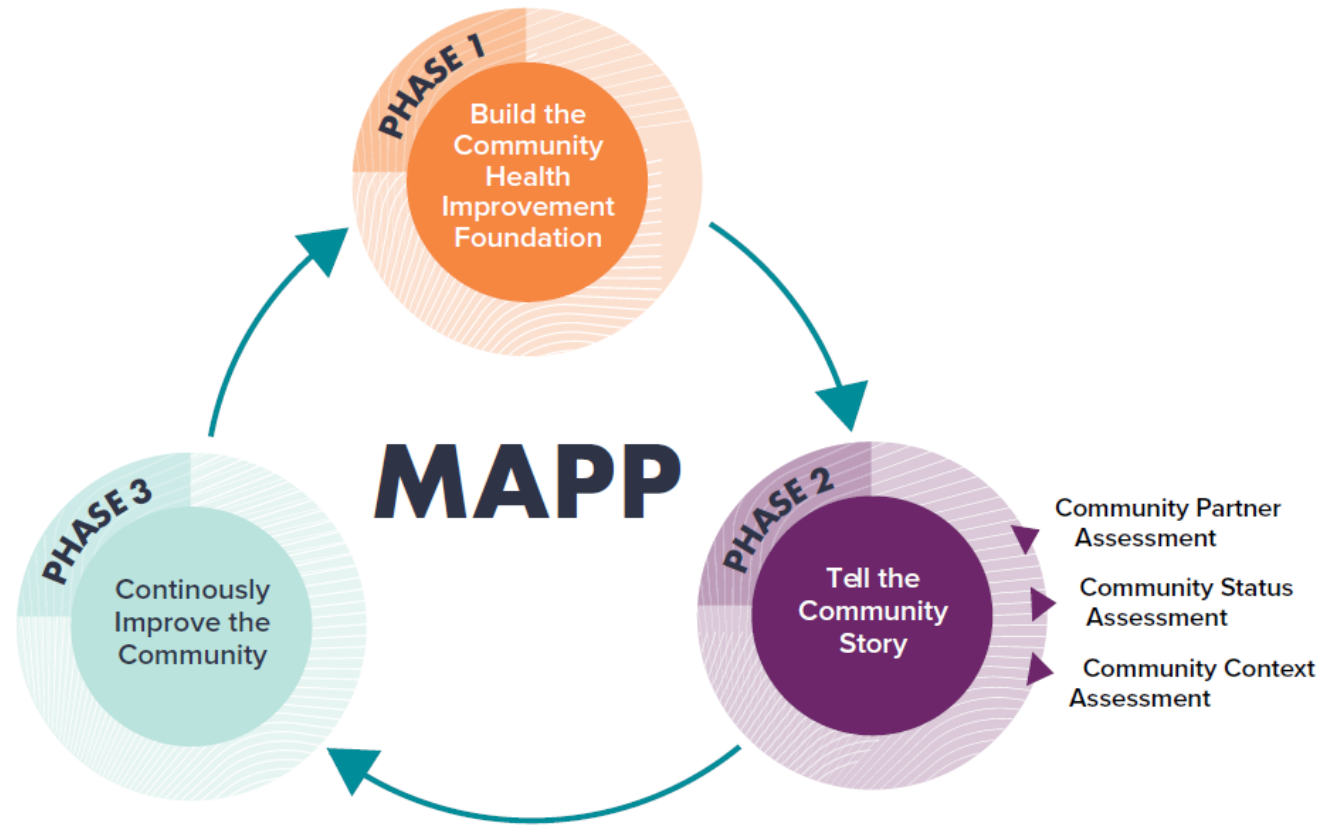 PHASE 1
Build the
Community
Health
Improvement
Foundation
MAPP
PHASE 2
Tell the
Community
Story
Community Partner
Assessment
Community Status
Assessment
Community Context
Assessment
PHASE 3
Continously
Improve the
Community